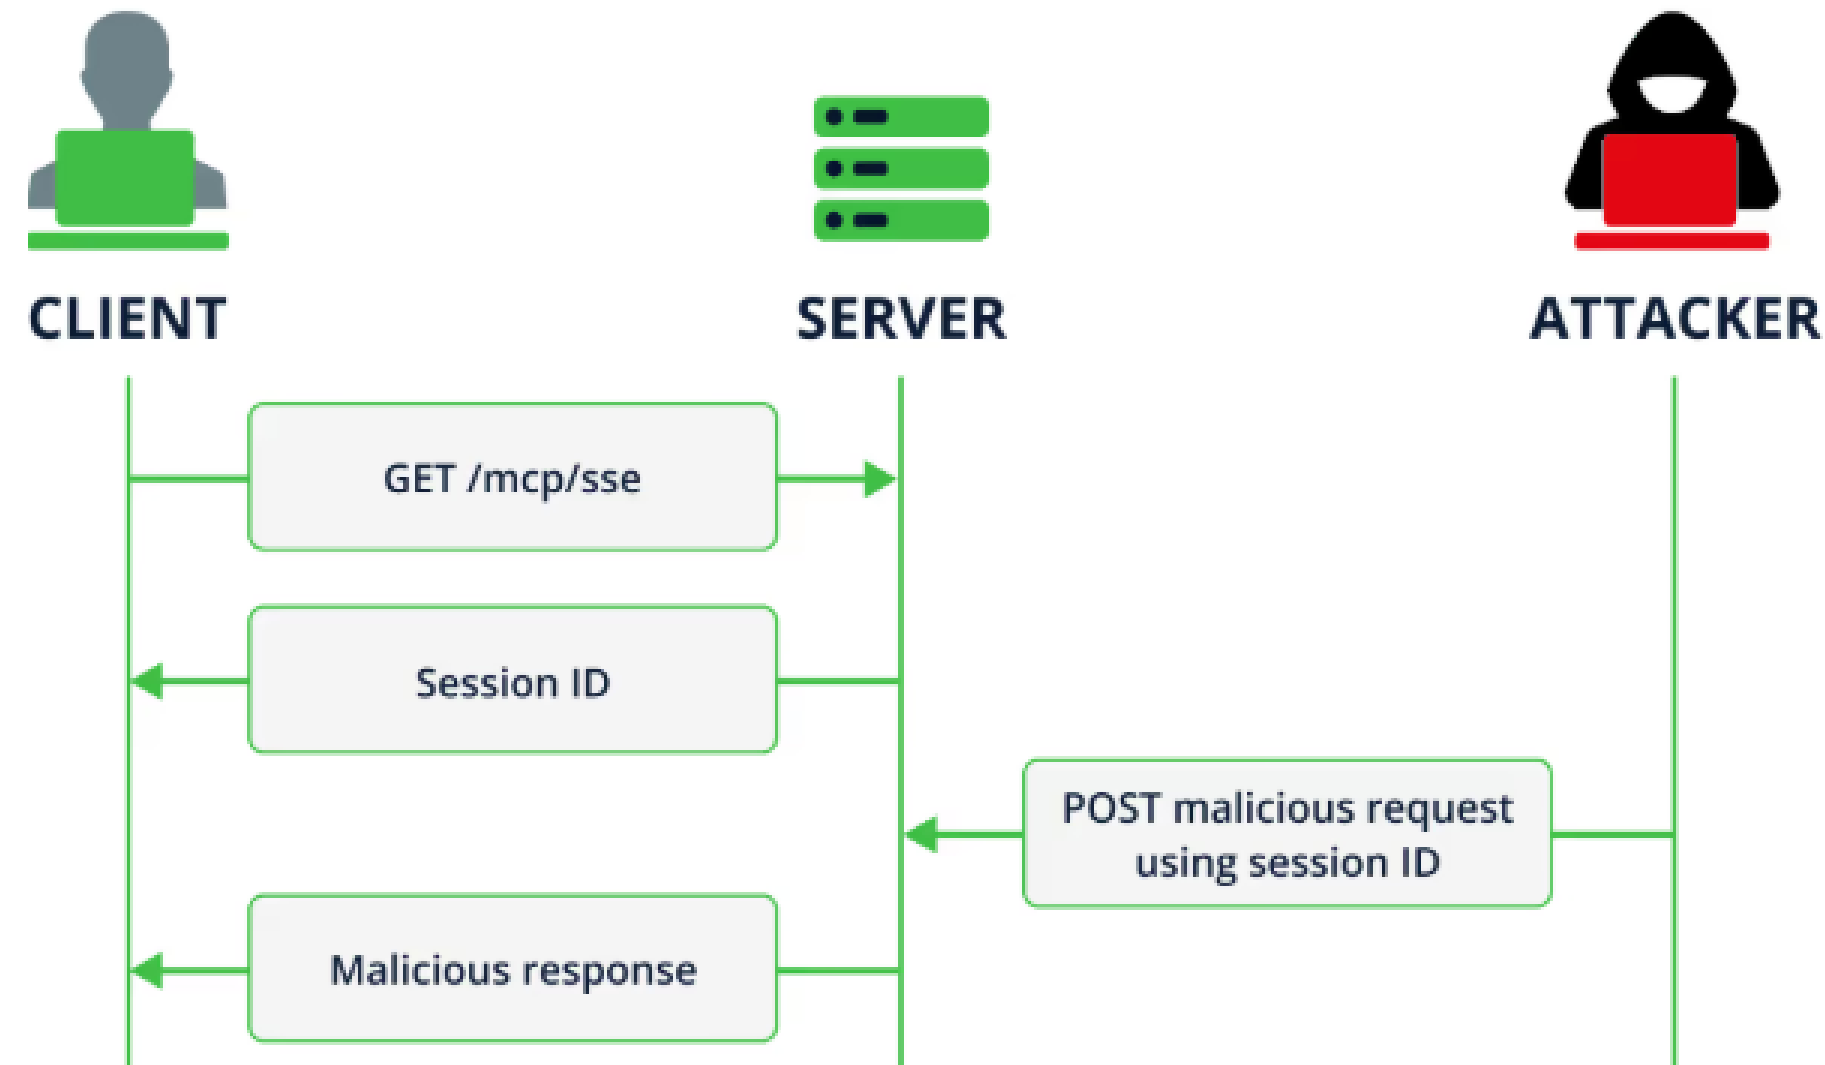 CLIENT
SERVER
ATTACKER
GET /mcp/sse
Session ID
POST malicious request
using session ID
Malicious response